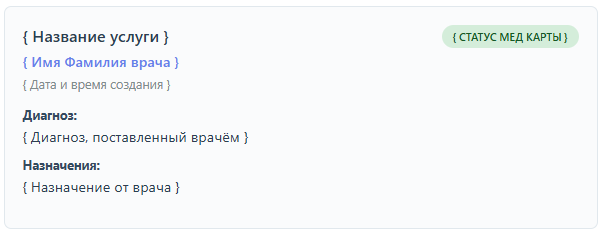 { Название услуги }
{ СТАТУС МЕД КАРТЫ }
{ Имя Фамилия врача }
{ Дата и время создания }
Диагноз:
{ Диагноз, поставленный врачём }
Назначения:
{ Назначение от врача }